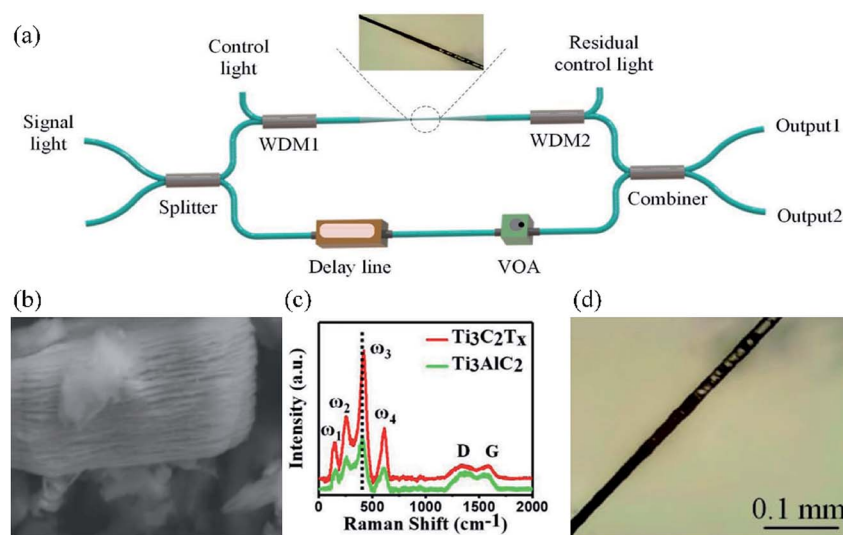 (a)
Control
light
Residual
control light
Signal
light
WDM1
WDM2
Output1
Splitter
Combiner
Output2
Delay line
VOA
(b)
(c)
(d)
Intensity (a.u.)
Ti3C2Tx
Ti3AlC2
ω1
ω2
ω3
ω4
D
G
0 500 1000 1500 2000
Raman Shift (cm-1)
0.1 mm